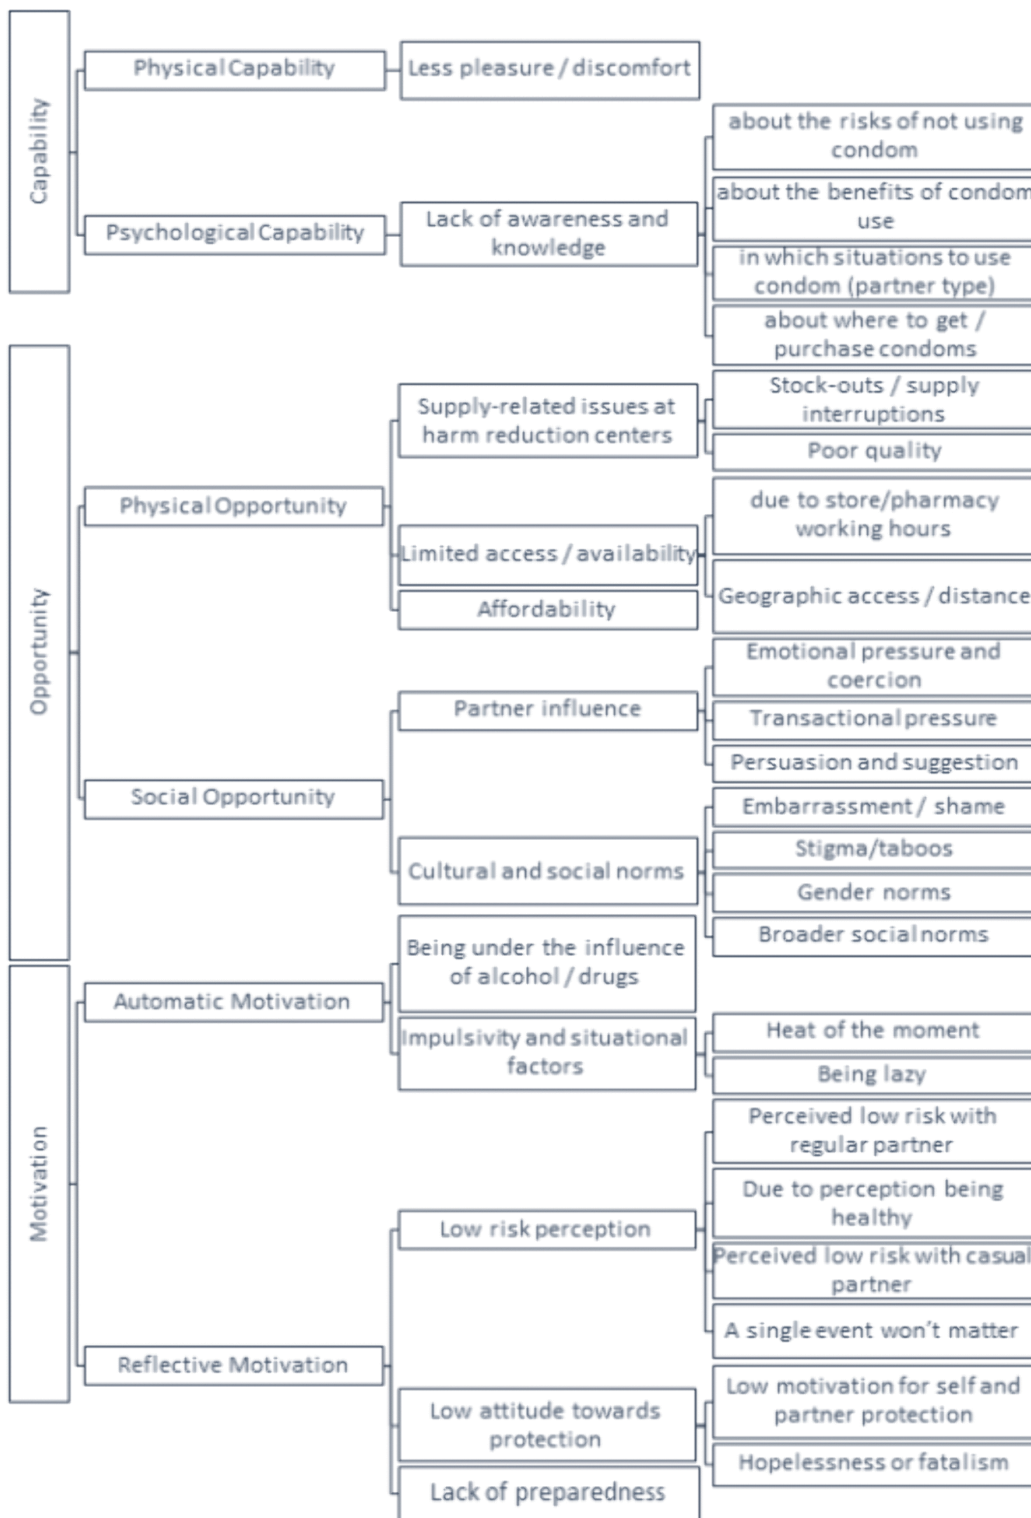 Capability
Physical Capability
Less pleasure / discomfort
Psychological Capability
Lack of awareness and
knowledge
about the risks of not using
condom
about the benefits of condom
use
in which situations to use
condom (partner type)
about where to get /
purchase condoms
Opportunity
Physical Opportunity
Supply-related issues at
harm reduction centers
Stock-outs / supply
interruptions
Poor quality
Limited access / availability
due to store/pharmacy
working hours
Geographic access / distance
Affordability
Social Opportunity
Partner influence
Emotional pressure and
coercion
Transactional pressure
Persuasion and suggestion
Cultural and social norms
Embarrassment / shame
Stigma/taboos
Gender norms
Broader social norms
Motivation
Automatic Motivation
Being under the influence
of alcohol / drugs
Impulsivity and situational
factors
Heat of the moment
Being lazy
Reflective Motivation
Low risk perception
Perceived low risk with
regular partner
Due to perception being
healthy
Perceived low risk with casual
partner
A single event won't matter
Low attitude towards
protection
Low motivation for self and
partner protection
Hopelessness or fatalism
Lack of preparedness